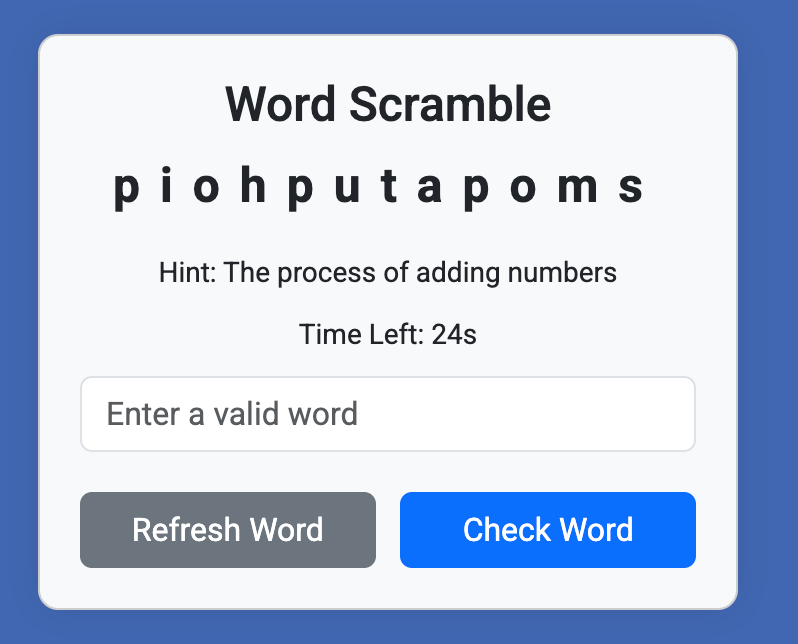 Word Scramble
p i o h p u t a p o m s
Hint: The process of adding numbers
Time Left: 24s
Enter a valid word
Refresh Word Check Word